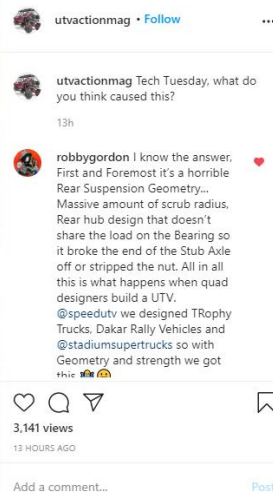 utvactionmag • Follow
utvactionmag Tech Tuesday, what do
you think caused this?
13h
robbygordon I know the answer,
First and Foremost it's a horrible
Rear Suspension Geometry...
Massive amount of scrub radius,
Rear hub design that doesn't
share the load on the Bearing so
it broke the end of the Stub Axle
off or stripped the nut. All in all
this is what happens when quad
designers build a UTV.
@speedutv we designed TRophy
Trucks, Dakar Rally Vehicles and
@stadiumsupertrucks so with
Geometry and strength we got
this
3,141 views
13 HOURS AGO
Add a comment...
Post